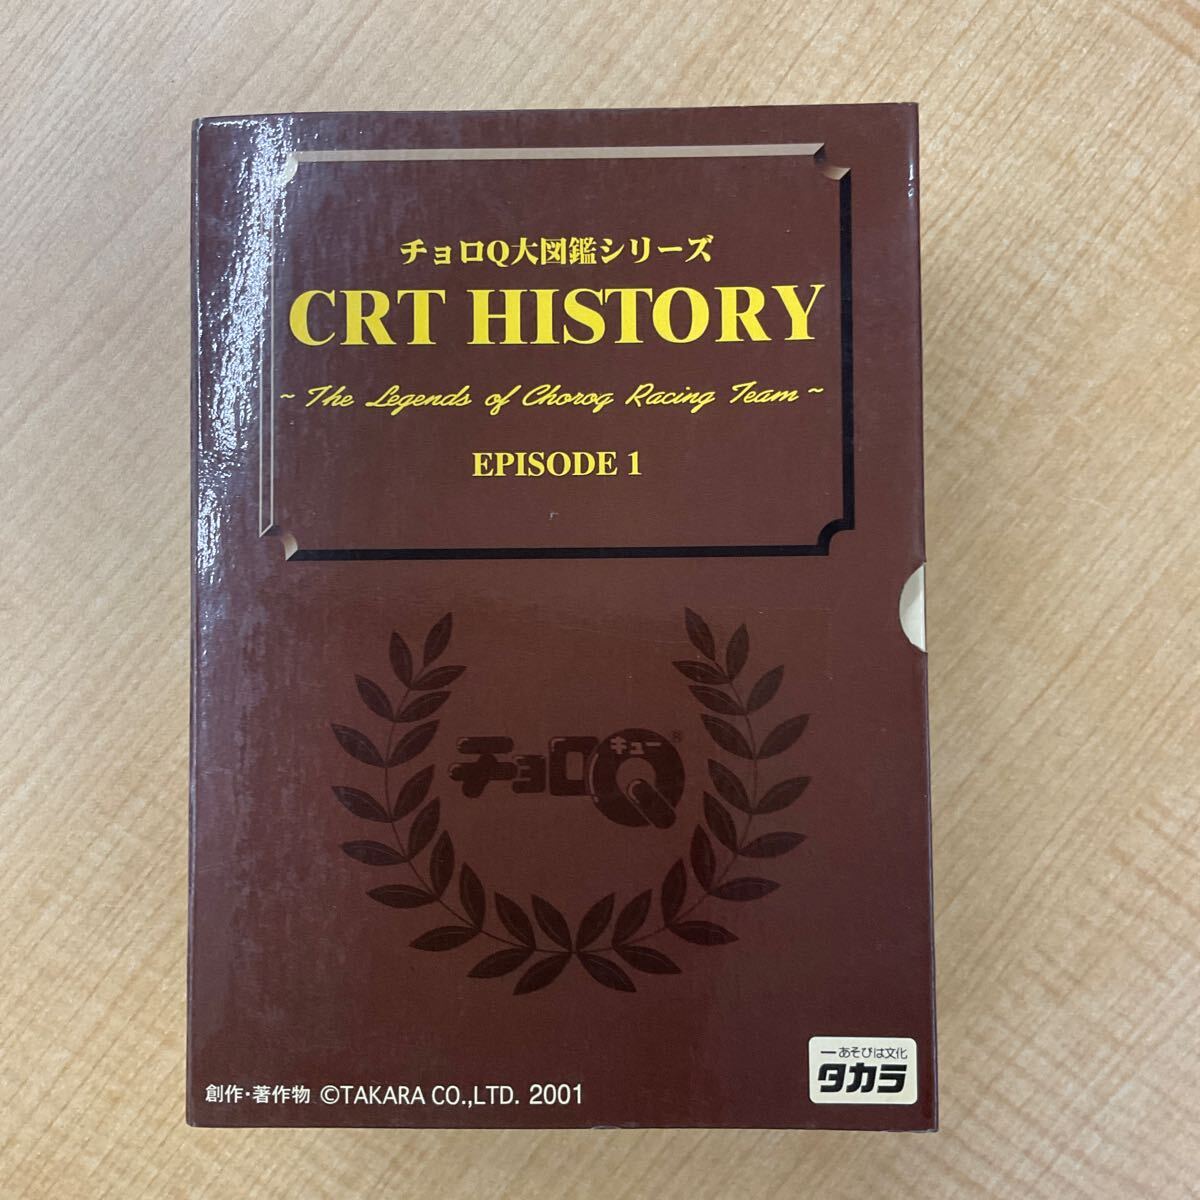 チョロQ大図鑑シリーズ
CRT HISTORY
~ The Legends of Choroq Racing Team ~
EPISODE 1
チョロQ
キュー
®
創作・著作物 ©TAKARA CO.,LTD. 2001
ーあそびは文化
タカラ